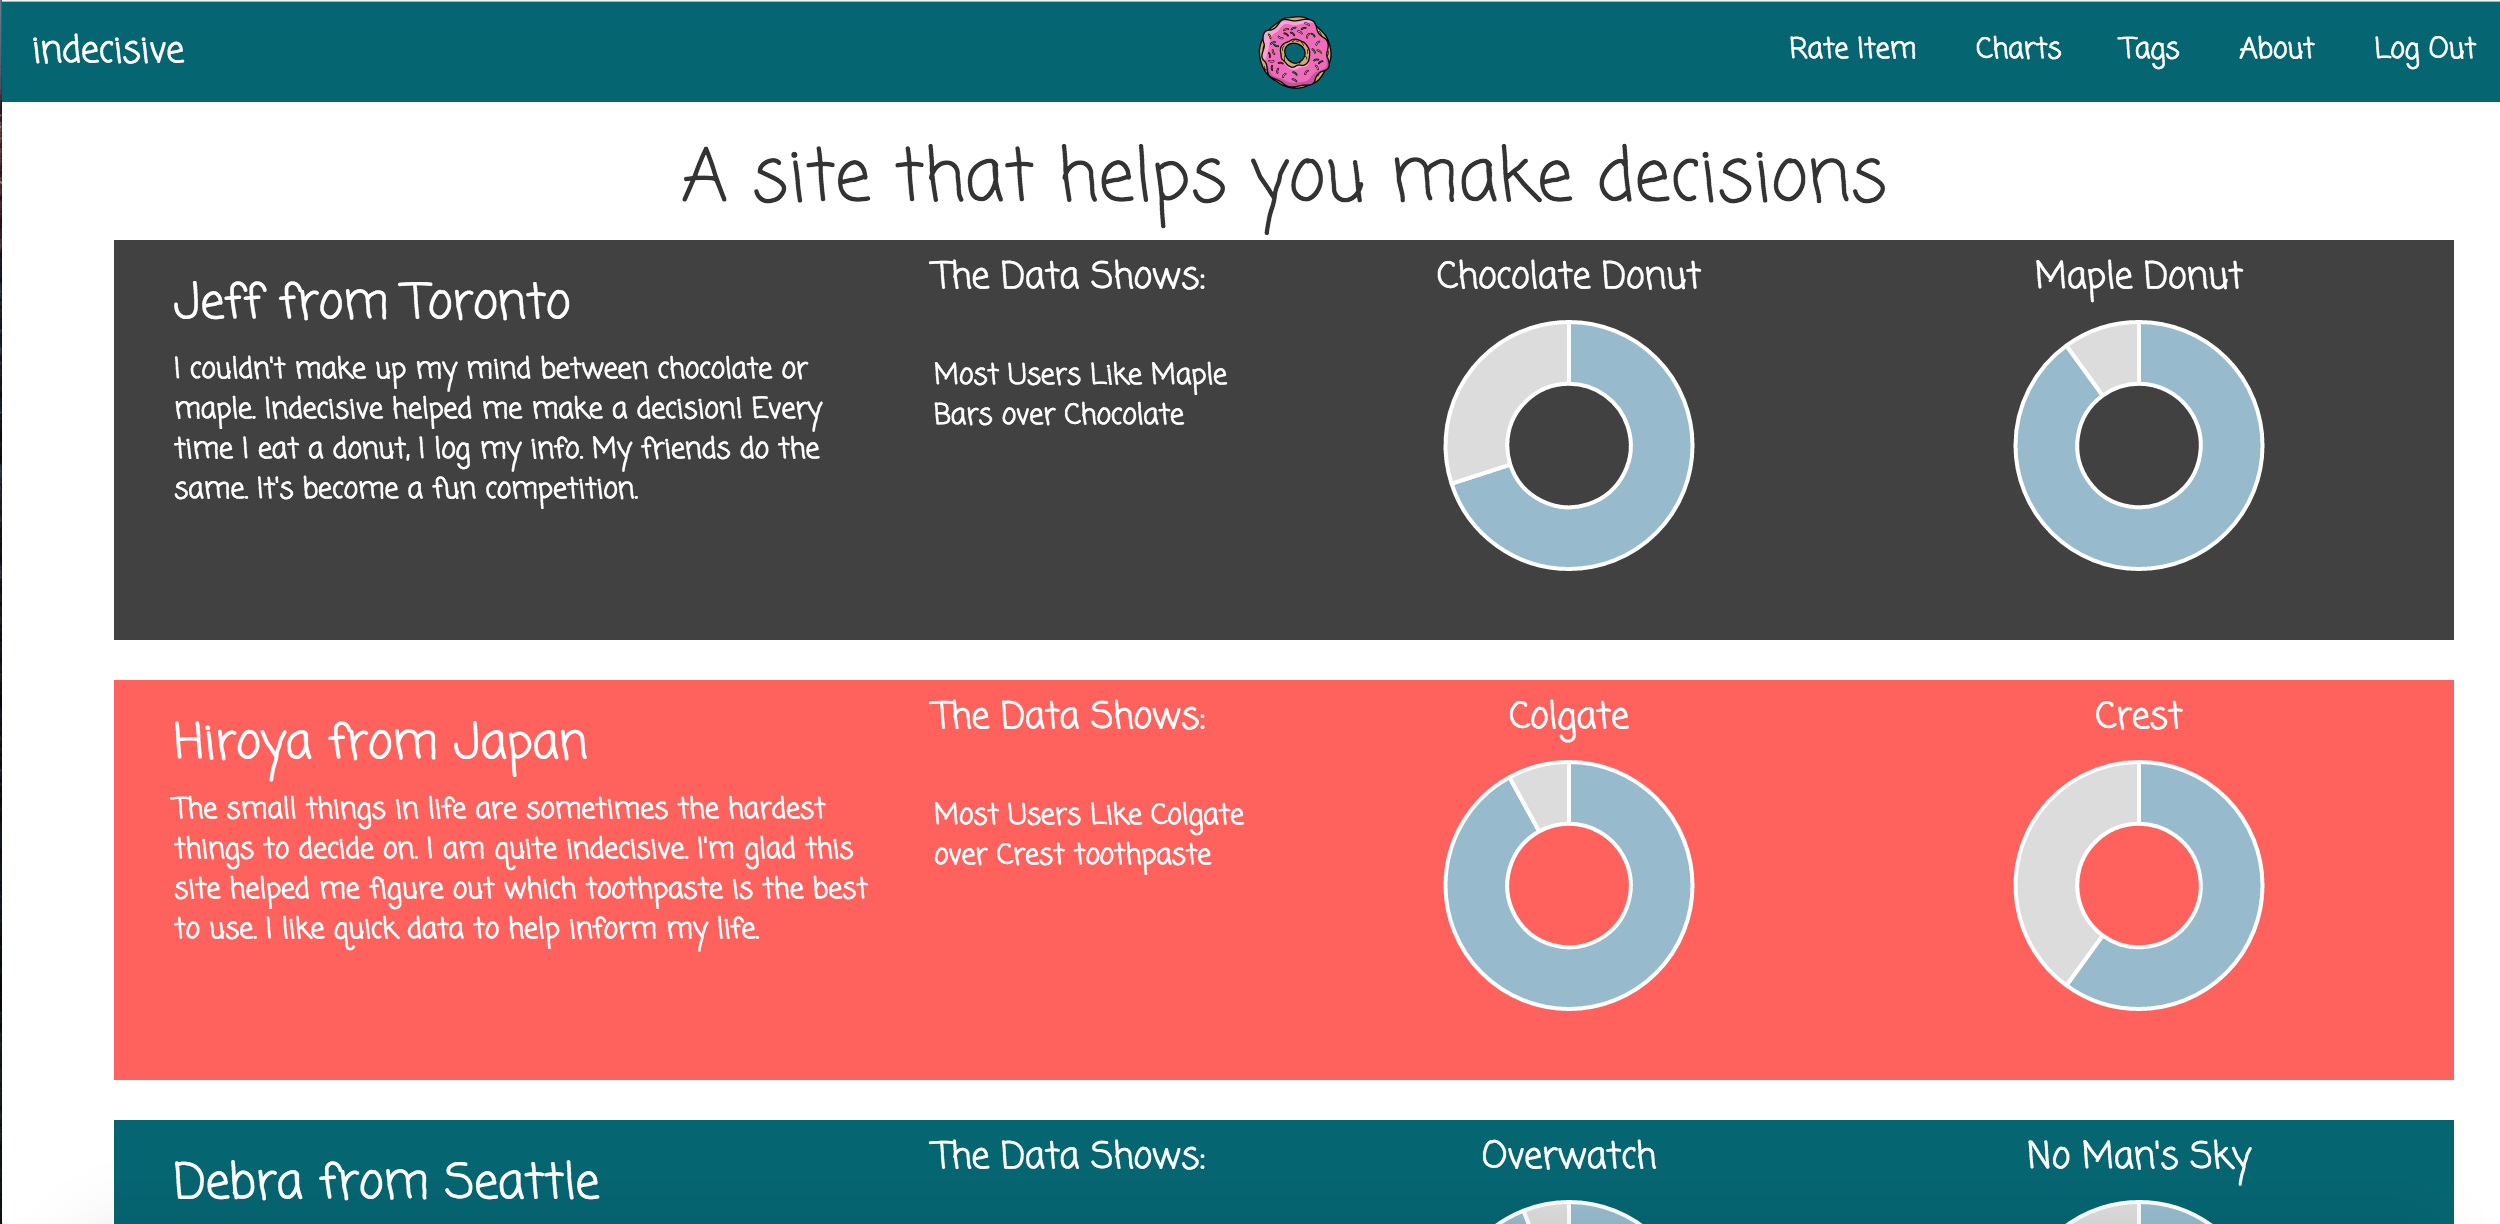 indecisive
Rate Item
Charts
Tags
About
Log Out
A site that helps you make decisions
Jeff from Toronto
I couldn't make up my mind between chocolate or
maple. Indecisive helped me make a decision! Every
time I eat a donut, I log my info. My friends do the
same. It's become a fun competition.
The Data Shows:
Most Users Like Maple
Bars over Chocolate
Chocolate Donut
Maple Donut
Hiroya from Japan
The small things in life are sometimes the hardest
things to decide on. I am quite indecisive. I'm glad this
site helped me figure out which toothpaste is the best
to use. I like quick data to help inform my life.
The Data Shows:
Most Users Like Colgate
over Crest toothpaste
Colgate
Crest
Debra from Seattle
The Data Shows:
Overwatch
No Man's Sky